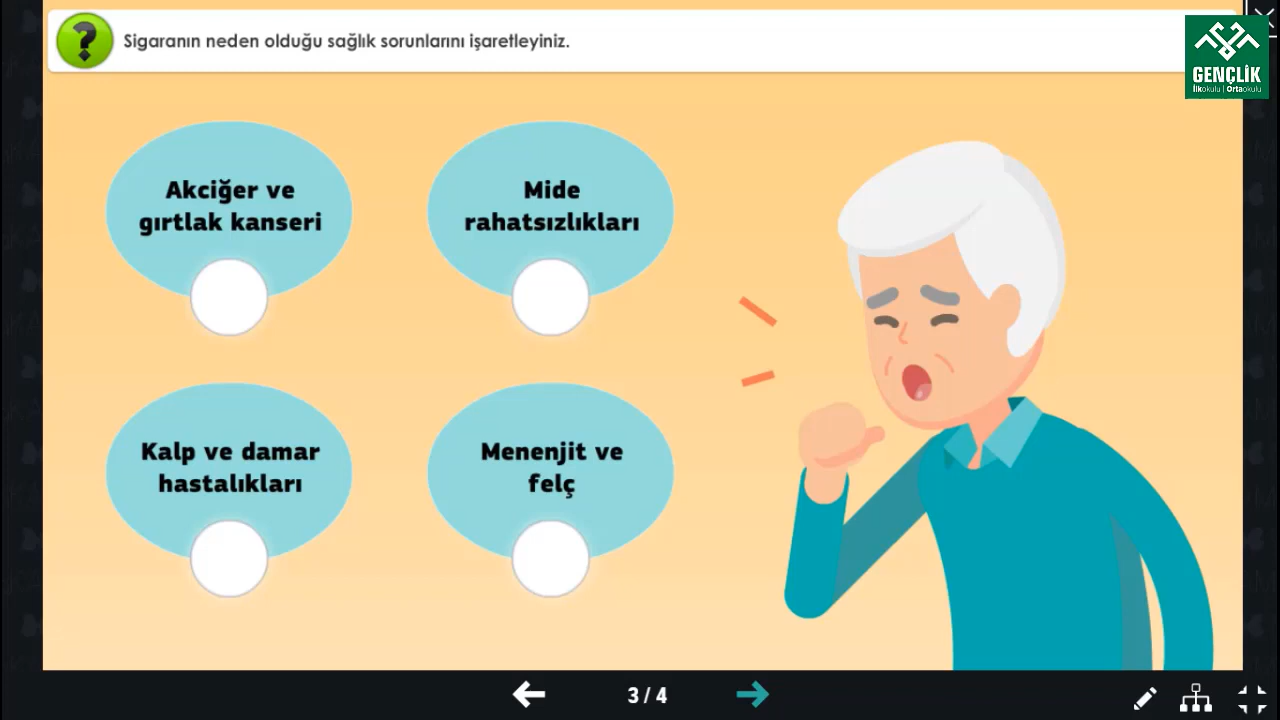 Sigaranın neden olduğu sağlık sorunlarını işaretleyiniz.
GENÇLİK
İlkokulu | Ortaokulu
Akciğer ve
gırtlak kanseri
Mide
rahatsızlıkları
Kalp ve damar
hastalıkları
Menenjit ve
felç
3 / 4